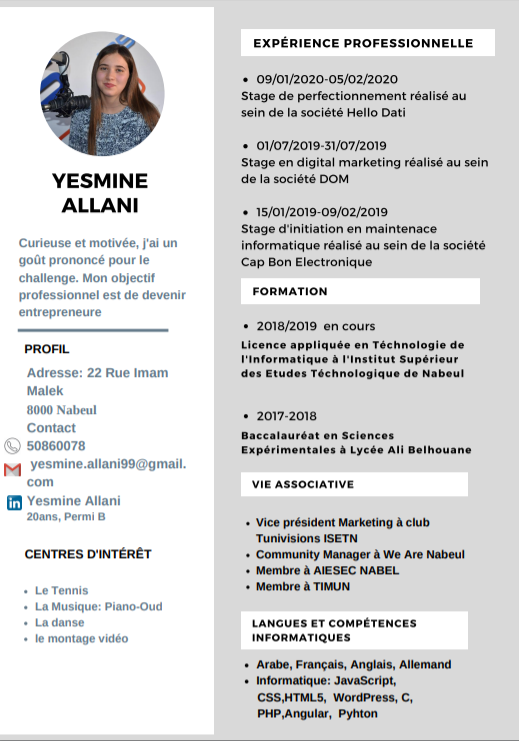 YESMINE
ALLANI
Curieuse et motivée, j'ai un
goût prononcé pour le
challenge. Mon objectif
professionnel est de devenir
entrepreneure
PROFIL
Adresse: 22 Rue Imam
Malek
8000 Nabeul
Contact
50860078
yesmine.allani99@gmail.
com
in Yesmine Allani
20ans, Permi B
CENTRES D'INTÉRÊT
• Le Tennis
• La Musique: Piano-Oud
• La danse
• le montage vidéo
EXPÉRIENCE PROFESSIONNELLE
• 09/01/2020-05/02/2020
Stage de perfectionnement réalisé au
sein de la société Hello Dati
• 01/07/2019-31/07/2019
Stage en digital marketing réalisé au sein
de la société DOM
• 15/01/2019-09/02/2019
Stage d'initiation en maintenace
informatique réalisé au sein de la société
Cap Bon Electronique
FORMATION
• 2018/2019 en cours
Licence appliquée en Téchnologie de
l'Informatique à l'Institut Supérieur
des Etudes Téchnologique de Nabeul
• 2017-2018
Baccalauréat en Sciences
Expérimentales à Lycée Ali Belhouane
VIE ASSOCIATIVE
• Vice président Marketing à club
Tunivisions ISETN
• Community Manager à We Are Nabeul
• Membre à AIESEC NABEL
• Membre à TIMUN
LANGUES ET COMPÉTENCES
INFORMATIQUES
• Arabe, Français, Anglais, Allemand
• Informatique: JavaScript,
CSS,HTML5, WordPress, C,
PHP,Angular, Pyhton